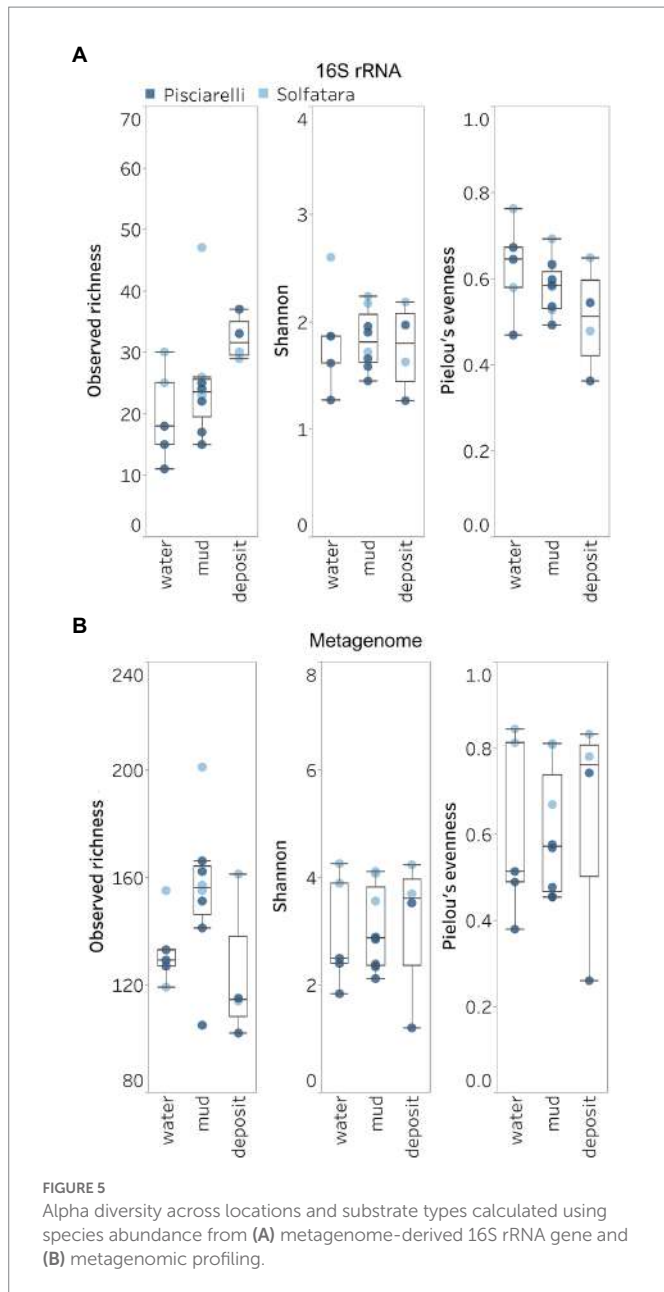 A
16S rRNA
Pisciarelli Solfatara
Observed richness
70
60
50
40
30
20
10
0
water
mud
deposit
Shannon
4
3
2
1
0
water
mud
deposit
Pielou's evenness
1.0
0.8
0.6
0.4
0.2
0.0
water
mud
deposit
B
Metagenome
Observed richness
240
200
160
120
80
water
mud
deposit
Shannon
8
6
4
2
0
water
mud
deposit
Pielou's evenness
1.0
0.8
0.6
0.4
0.2
0.0
water
mud
deposit
FIGURE 5
Alpha diversity across locations and substrate types calculated using
species abundance from (A) metagenome-derived 16S rRNA gene and
(B) metagenomic profiling.